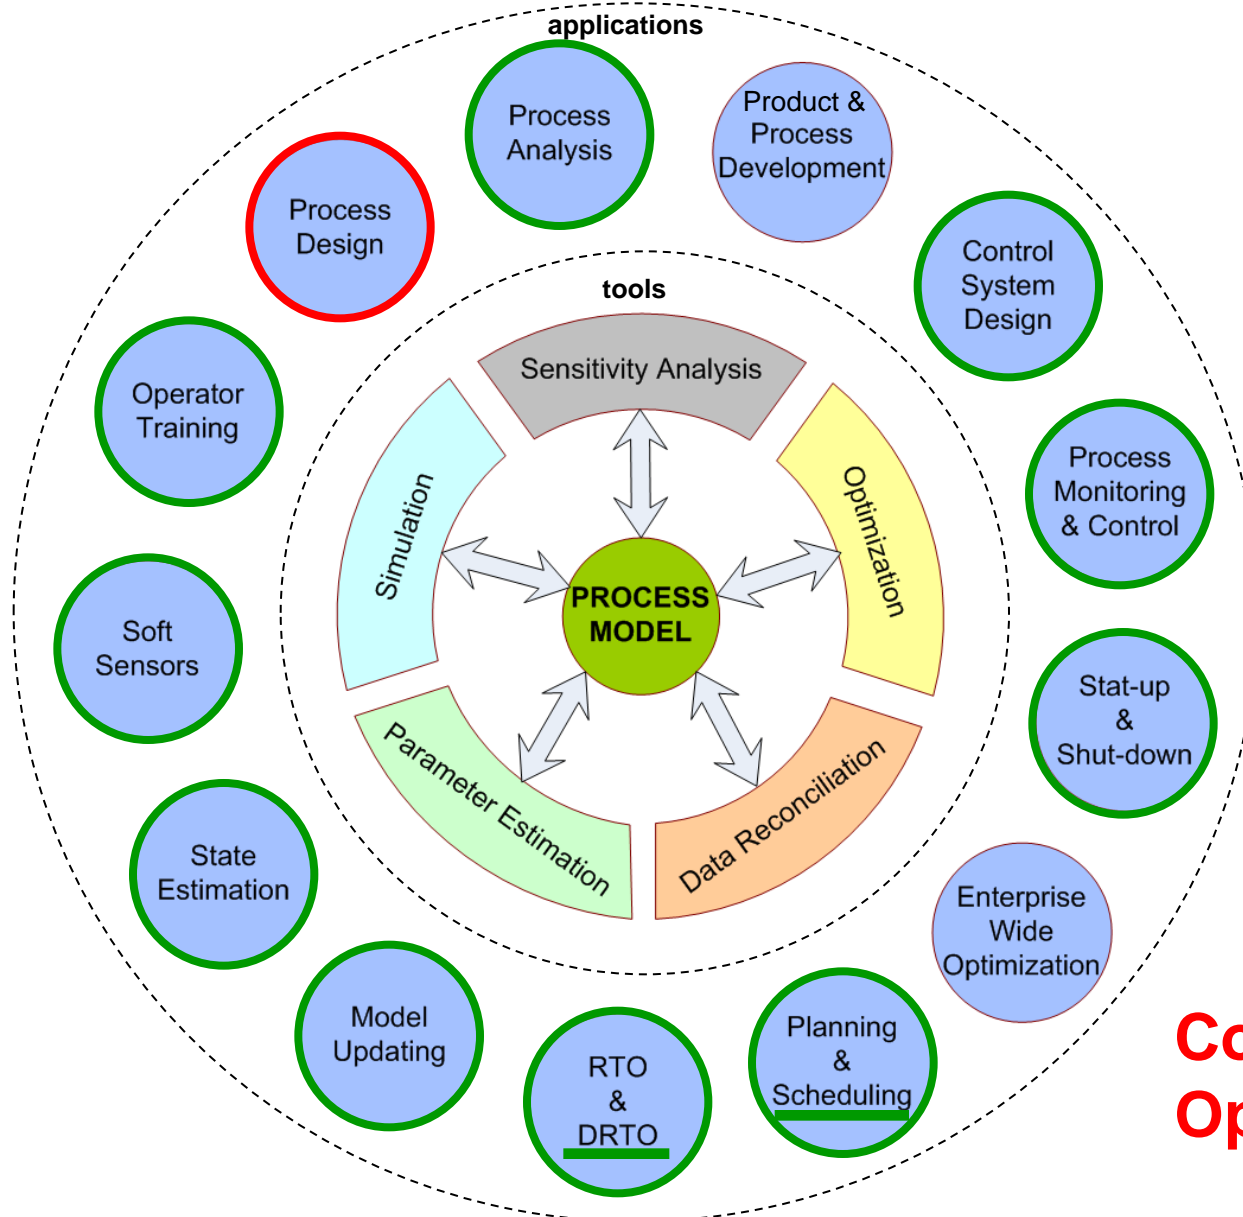 applications
Process
Analysis
Product &
Process
Development
Process
Design
Control
System
Design
tools
Sensitivity Analysis
Operator
Training
Simulation
Optimization
Process
Monitoring
& Control
PROCESS
MODEL
Soft
Sensors
Stat-up
&
Shut-down
Parameter Estimation
Data Reconciliation
State
Estimation
Enterprise
Wide
Optimization
Model
Updating
RTO
&
DRTO
Planning
&
Scheduling